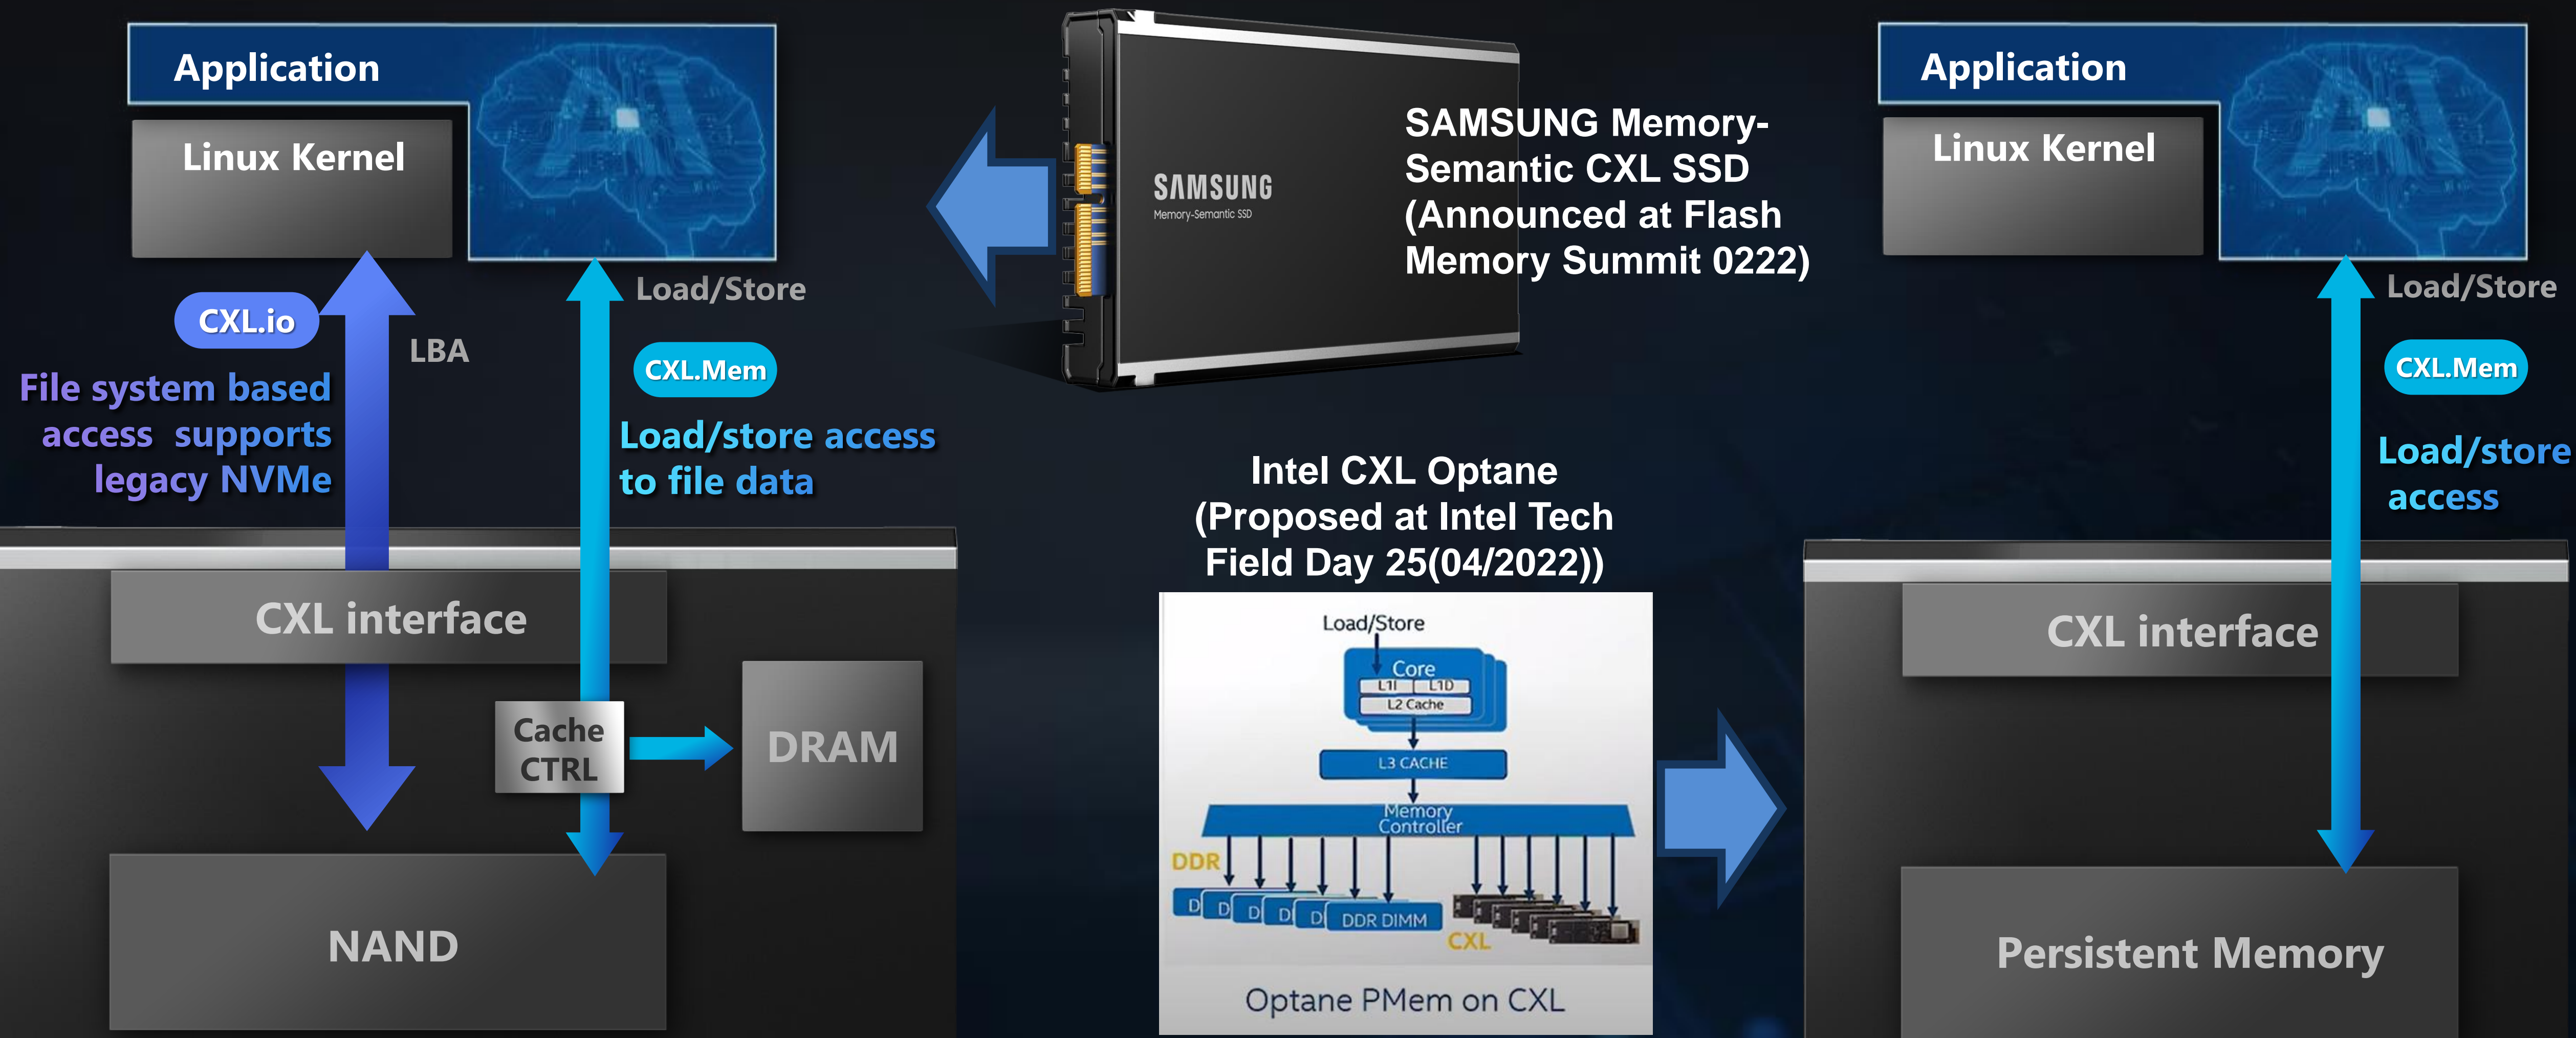 Application
Linux Kernel
CXL.io
LBA
File system based
access supports
legacy NVMe
Load/Store
CXL.Mem
Load/store access
to file data
CXL interface
Cache
CTRL
DRAM
NAND
SAMSUNG
Memory-Semantic SSD
SAMSUNG Memory-
Semantic CXL SSD
(Announced at Flash
Memory Summit 0222)
Intel CXL Optane
(Proposed at Intel Tech
Field Day 25(04/2022))
Load/Store
Core
L1I L1D
L2 Cache
L3 CACHE
Memory
Controller
DDR
D D D D D DDR DIMM
CXL
Optane PMem on CXL
Application
Linux Kernel
Load/Store
CXL.Mem
Load/store
access
CXL interface
Persistent Memory